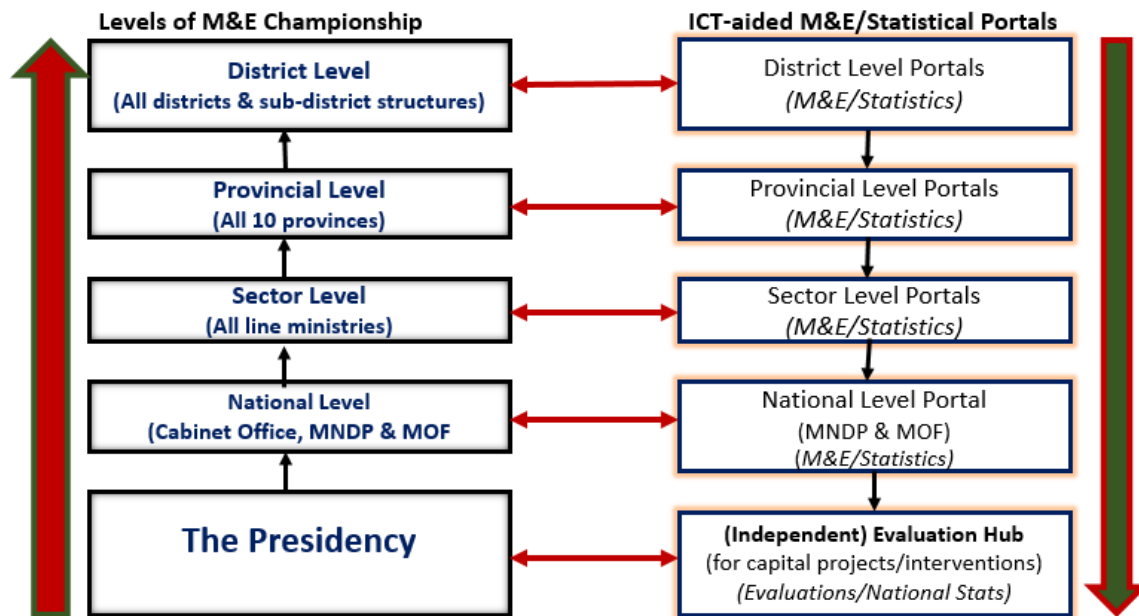 Levels of M&E Championship
District Level
(All districts & sub-district structures)
Provincial Level
(All 10 provinces)
Sector Level
(All line ministries)
National Level
(Cabinet Office, MNDP & MOF
The Presidency
ICT-aided M&E/Statistical Portals
District Level Portals
(M&E/Statistics)
Provincial Level Portals
(M&E/Statistics)
Sector Level Portals
(M&E/Statistics)
National Level Portal
(MNDP & MOF)
(M&E/Statistics)
(Independent) Evaluation Hub
(for capital projects/interventions)
(Evaluations/National Stats)